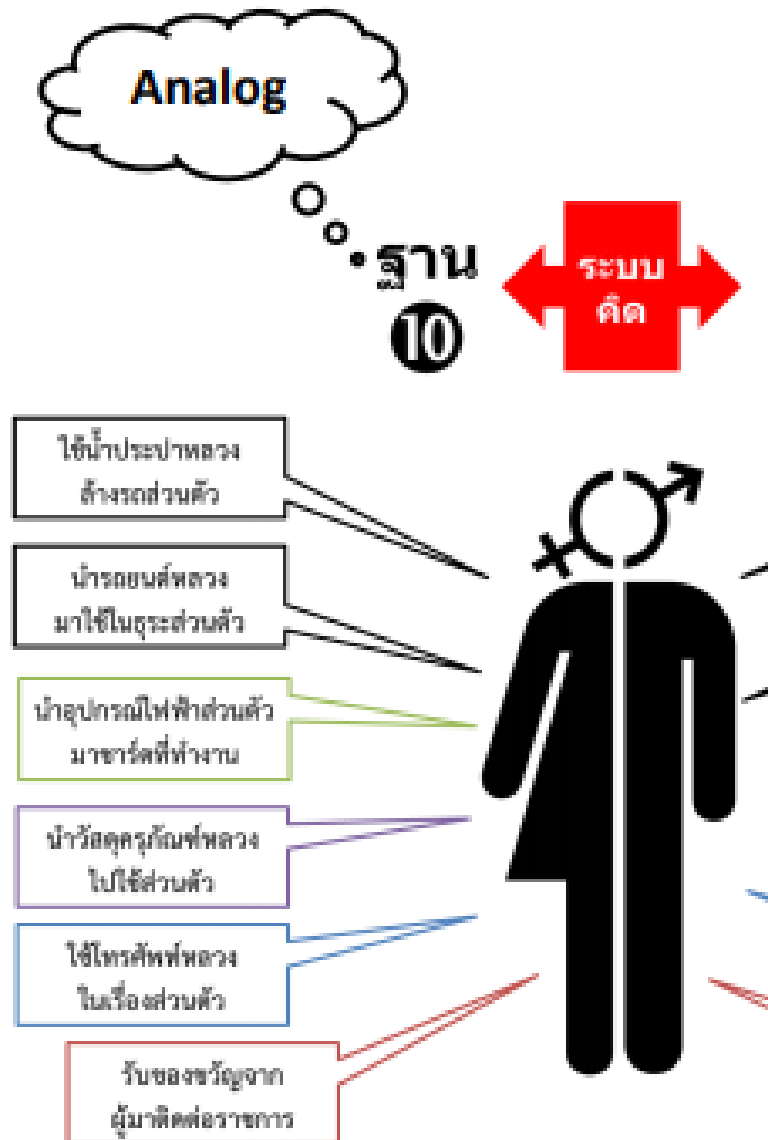 Analog
ฐาน
10
ระบบ
คิด
ใช้น้ำประปาหลวง
ล้างรถส่วนตัว
นำรถยนต์หลวง
มาใช้ในธุระส่วนตัว
นำอุปกรณ์ไฟฟ้าส่วนตัว
มาชาร์ตที่ทำงาน
นำวัสดุครุภัณฑ์หลวง
ไปใช้ส่วนตัว
ใช้โทรศัพท์หลวง
ในเรื่องส่วนตัว
รับของขวัญจาก
ผู้มาติดต่อราชการ